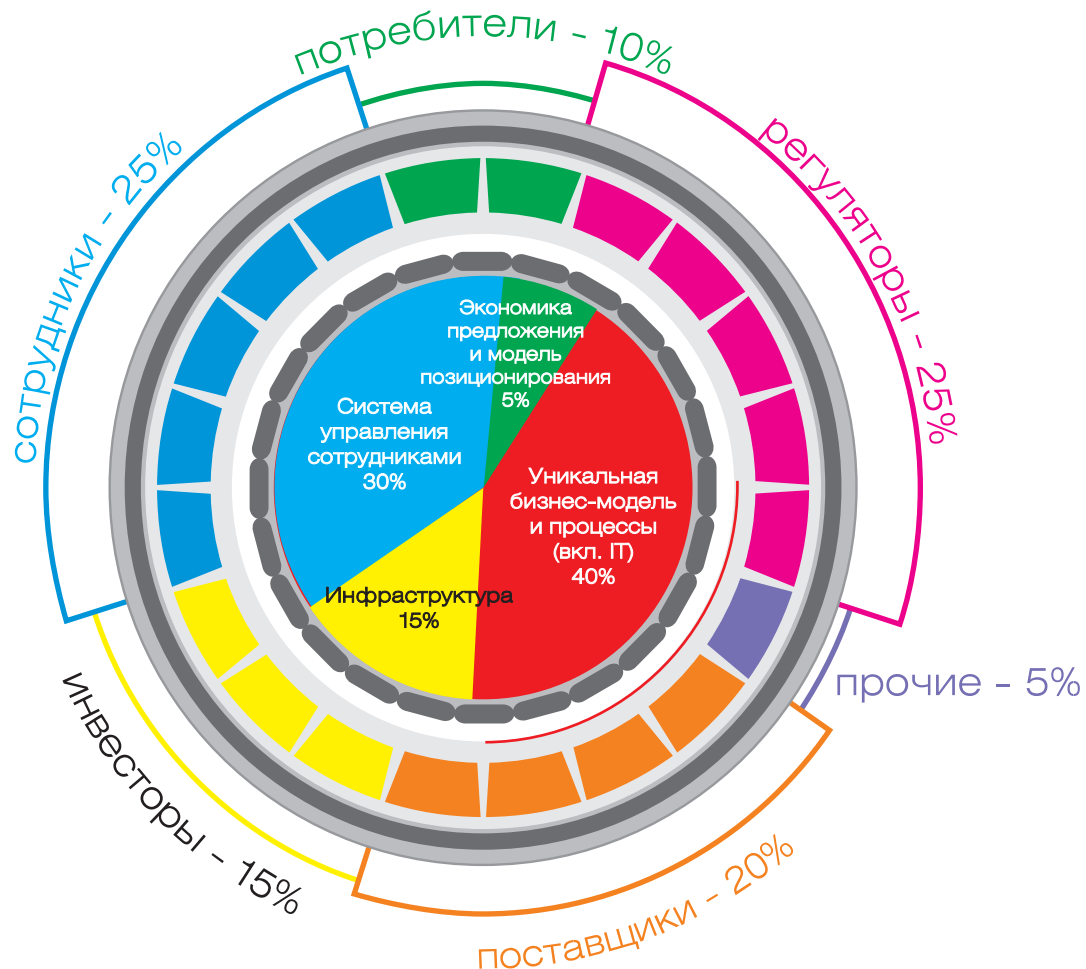 потребители - 10%
сотрудники - 25%
регуляторы - 25%
Экономика
предложения
и модель
позиционирования
5%
Система
управления
сотрудниками
30%
Уникальная
бизнес-модель
и процессы
(вкл. IT)
40%
Инфраструктура
15%
прочие - 5%
инвесторы - 15%
поставщики - 20%